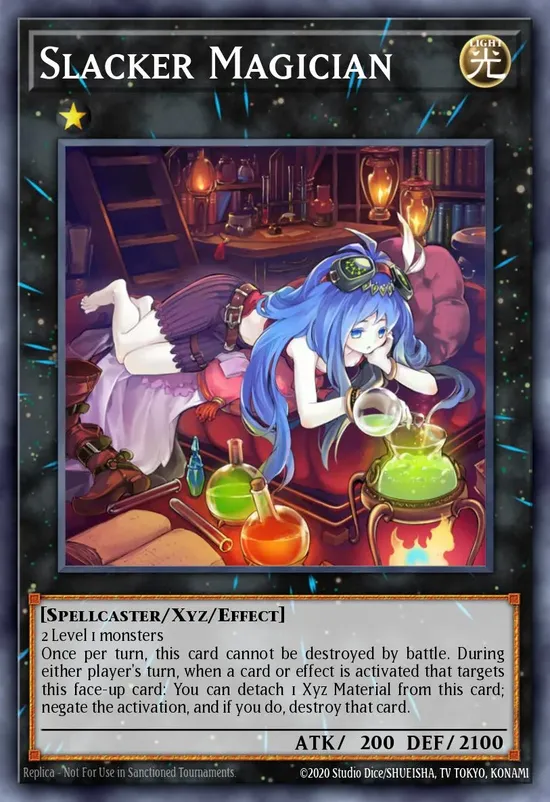 Slacker Magician
LIGHT
光
[Spellcaster/Xyz/Effect]
2 Level 1 monsters
Once per turn, this card cannot be destroyed by battle. During
either player's turn, when a card or effect is activated that targets
this face-up card: You can detach 1 Xyz Material from this card;
negate the activation, and if you do, destroy that card.
ATK/ 200 DEF/2100
Replica - Not For Use in Sanctioned Tournaments. ©2020 Studio Dice/SHUEISHA, TV TOKYO, KONAMI